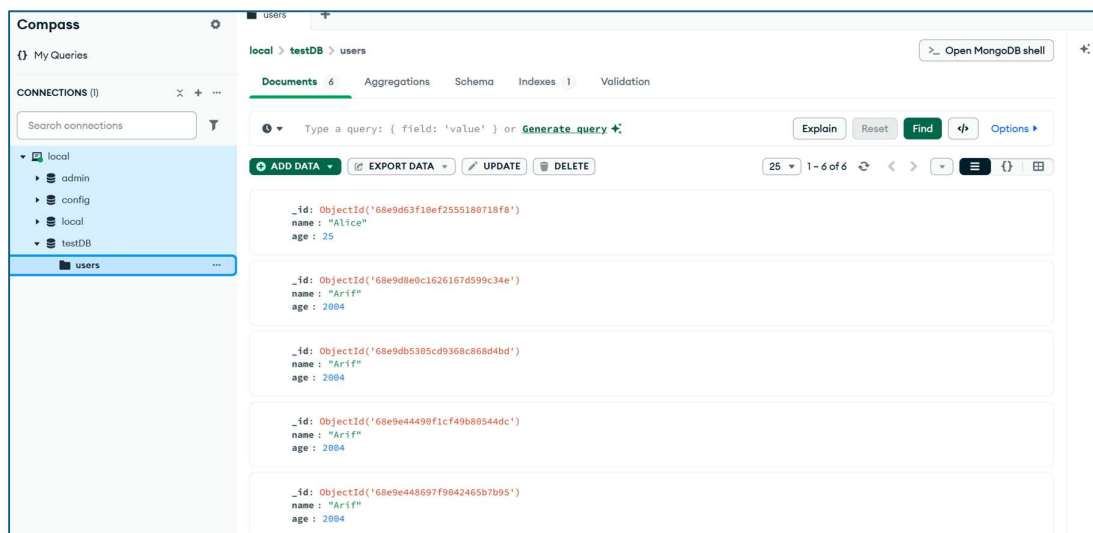 Compass
{} My Queries
CONNECTIONS (1)
Search connections
local
admin
config
local
testDB
users
users
local > testDB > users
>_ Open MongoDB shell
Documents 6 Aggregations Schema Indexes 1 Validation
Type a query: { field: 'value' } or Generate query
Explain Reset Find </> Options
ADD DATA EXPORT DATA UPDATE DELETE
25 1 – 6 of 6 {}
_id: ObjectId('68e9d63f10ef2555180718f8')
name : "Alice"
age : 25
_id: ObjectId('68e9d8e0c1626167d599c34e')
name : "Arif"
age : 2004
_id: ObjectId('68e9db5305cd9368c868d4bd')
name : "Arif"
age : 2004
_id: ObjectId('68e9e44490f1cf49b80544dc')
name : "Arif"
age : 2004
_id: ObjectId('68e9e448697f9042465b7b95')
name : "Arif"
age : 2004